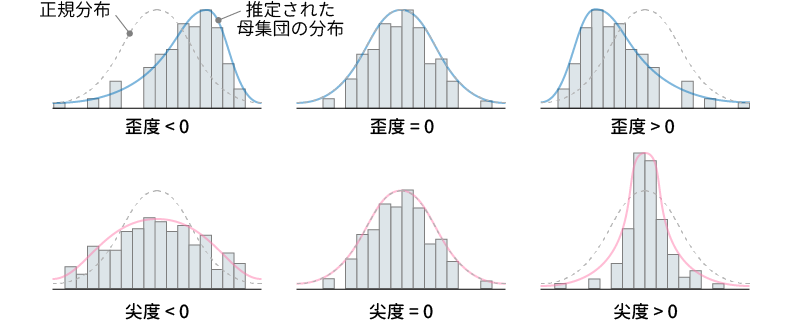 正規分布
推定された
母集団の分布
歪度 < 0
歪度 = 0
歪度 > 0
尖度 < 0
尖度 = 0
尖度 > 0